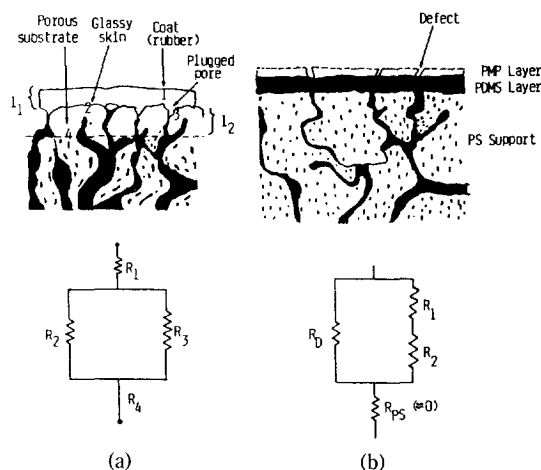 Porous
substrate
Glassy
skin
Coat
(rubber)
Plugged
pore
1
2
3
4
l1
l2
Defect
PMP Layer
PDMS Layer
PS Support
R1
R2
R3
R4
R1
RD
R2
RPS (≈0)
(a)
(b)